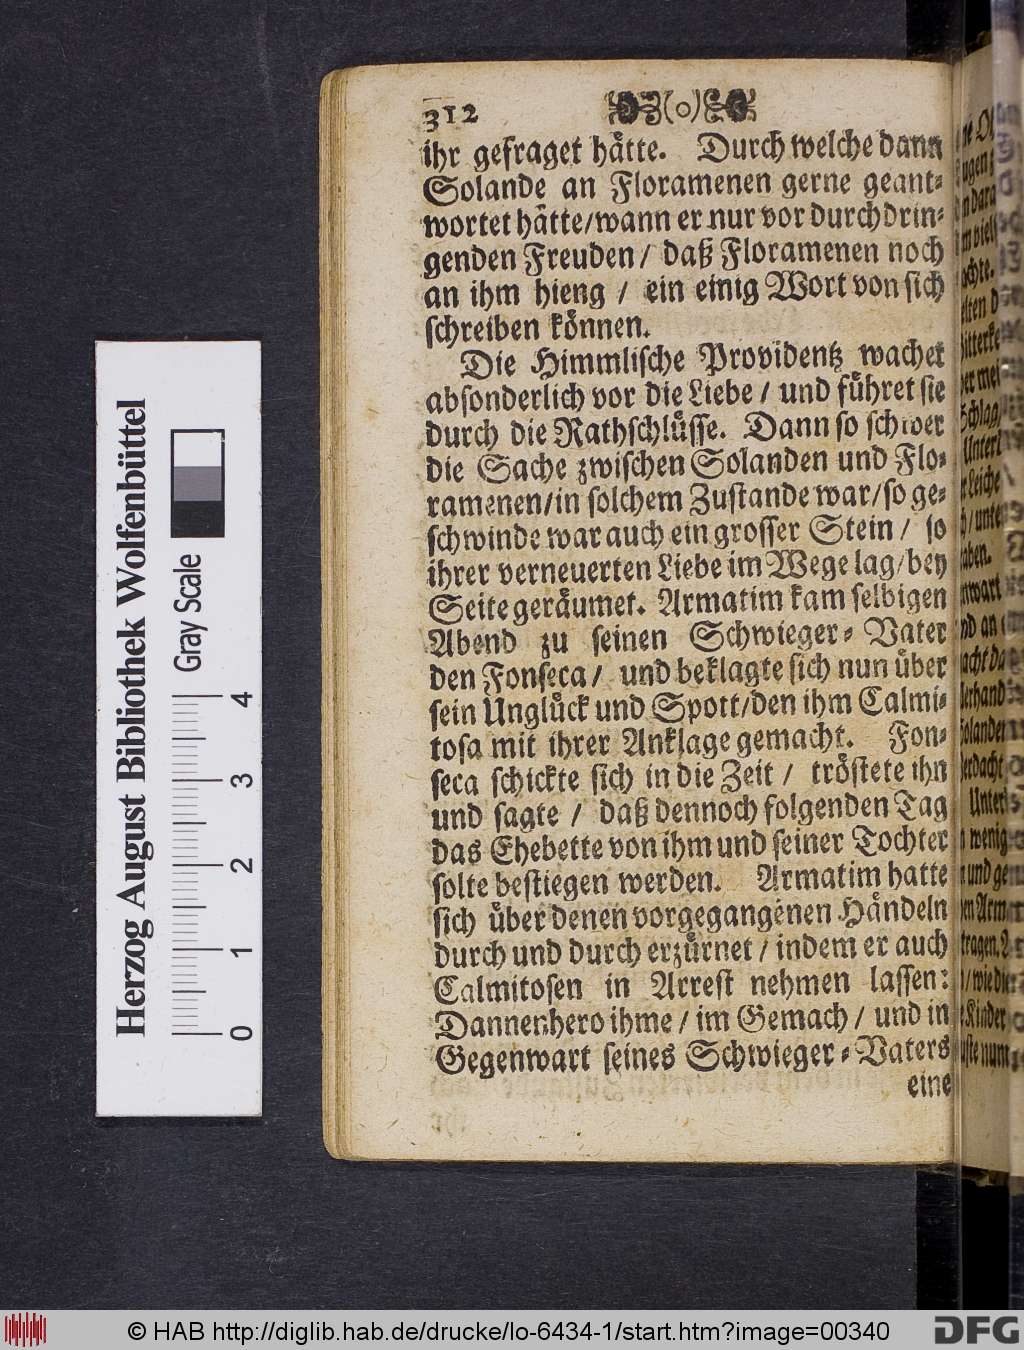 312
ihr gefraget hätte. Durch welche dann
Solande an Floramenen gerne geant-
wortet hätte/wann er nur vor durchdrin-
genden Freuden/ daß Floramenen noch
an ihm hieng / ein einig Wort von sich
schreiben können.
Die Himmlische Providentz wachet
absonderlich vor die Liebe / und führet sie
durch die Rathschlüsse. Dann so schwer
die Sache zwischen Solanden und Flo-
ramenen/in solchem Zustande war/so ge-
schwinde war auch ein grosser Stein / so
ihrer verneuerten Liebe im Wege lag/bey
Seite geräumet. Armatim kam selbigen
Abend zu seinen Schwieger-Vater
den Fonseca / und beklagte sich nun über
sein Unglück und Spott/den ihm Calmi-
tosa mit ihrer Anklage gemacht. Fon-
seca schickte sich in die Zeit / tröstete ihn
und sagte / daß dennoch folgenden Tag
das Ehebette von ihm und seiner Tochter
solte bestiegen werden. Armatim hatte
sich über denen vorgegangenen Händeln
durch und durch erzürnet / indem er auch
Calmitosen in Arrest nehmen lassen:
Dannenhero ihme / im Gemach / und in
Gegenwart seines Schwieger-Vaters
eine
Herzog August Bibliothek Wolfenbüttel
Gray Scale
0 1 2 3 4
© HAB http://diglib.hab.de/drucke/lo-6434-1/start.htm?image=00340
DFG